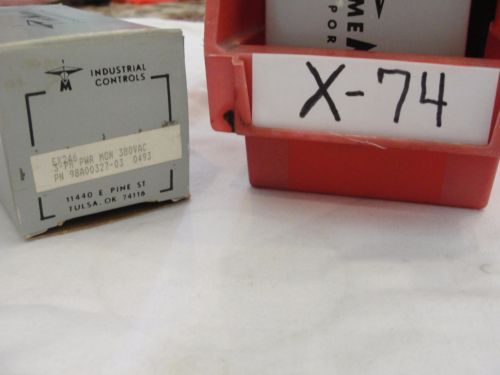 INDUSTRIAL
CONTROLS
3-PH PWR MON 380VAC
PN 98A00327-03 0493
11440 E. PINE ST
TULSA, OK 74116
ME
POR
X-74